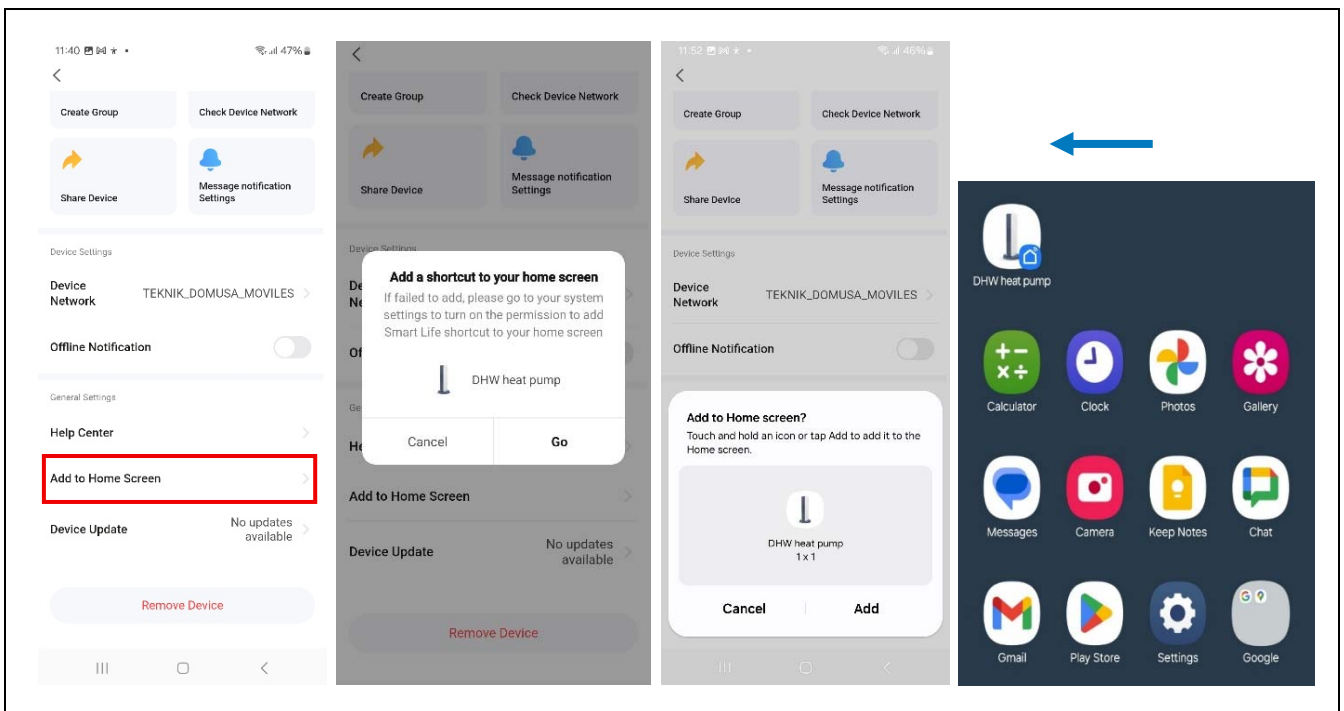 11:40
47%
Create Group
Check Device Network
Share Device
Message notification
Settings
Device Settings
Device
Network
TEKNIK_DOMUSA_MOVILES
Offline Notification
General Settings
Help Center
Add to Home Screen
Device Update
No updates
available
Remove Device
Create Group
Check Device Network
Share Device
Message notification
Settings
Device Settings
Add a shortcut to your home screen
If failed to add, please go to your system
settings to turn on the permission to add
Smart Life shortcut to your home screen
DHW heat pump
Cancel
Go
Add to Home Screen
Device Update
No updates
available
Remove Device
11:52
46%
Create Group
Check Device Network
Share Device
Message notification
Settings
Device Settings
Device
Network
TEKNIK_DOMUSA_MOVILES
Offline Notification
Add to Home screen?
Touch and hold an icon or tap Add to add it to the
Home screen.
DHW heat pump
1 x 1
Cancel
Add
DHW heat pump
Calculator
Clock
Photos
Gallery
Messages
Camera
Keep Notes
Chat
Gmail
Play Store
Settings
Google